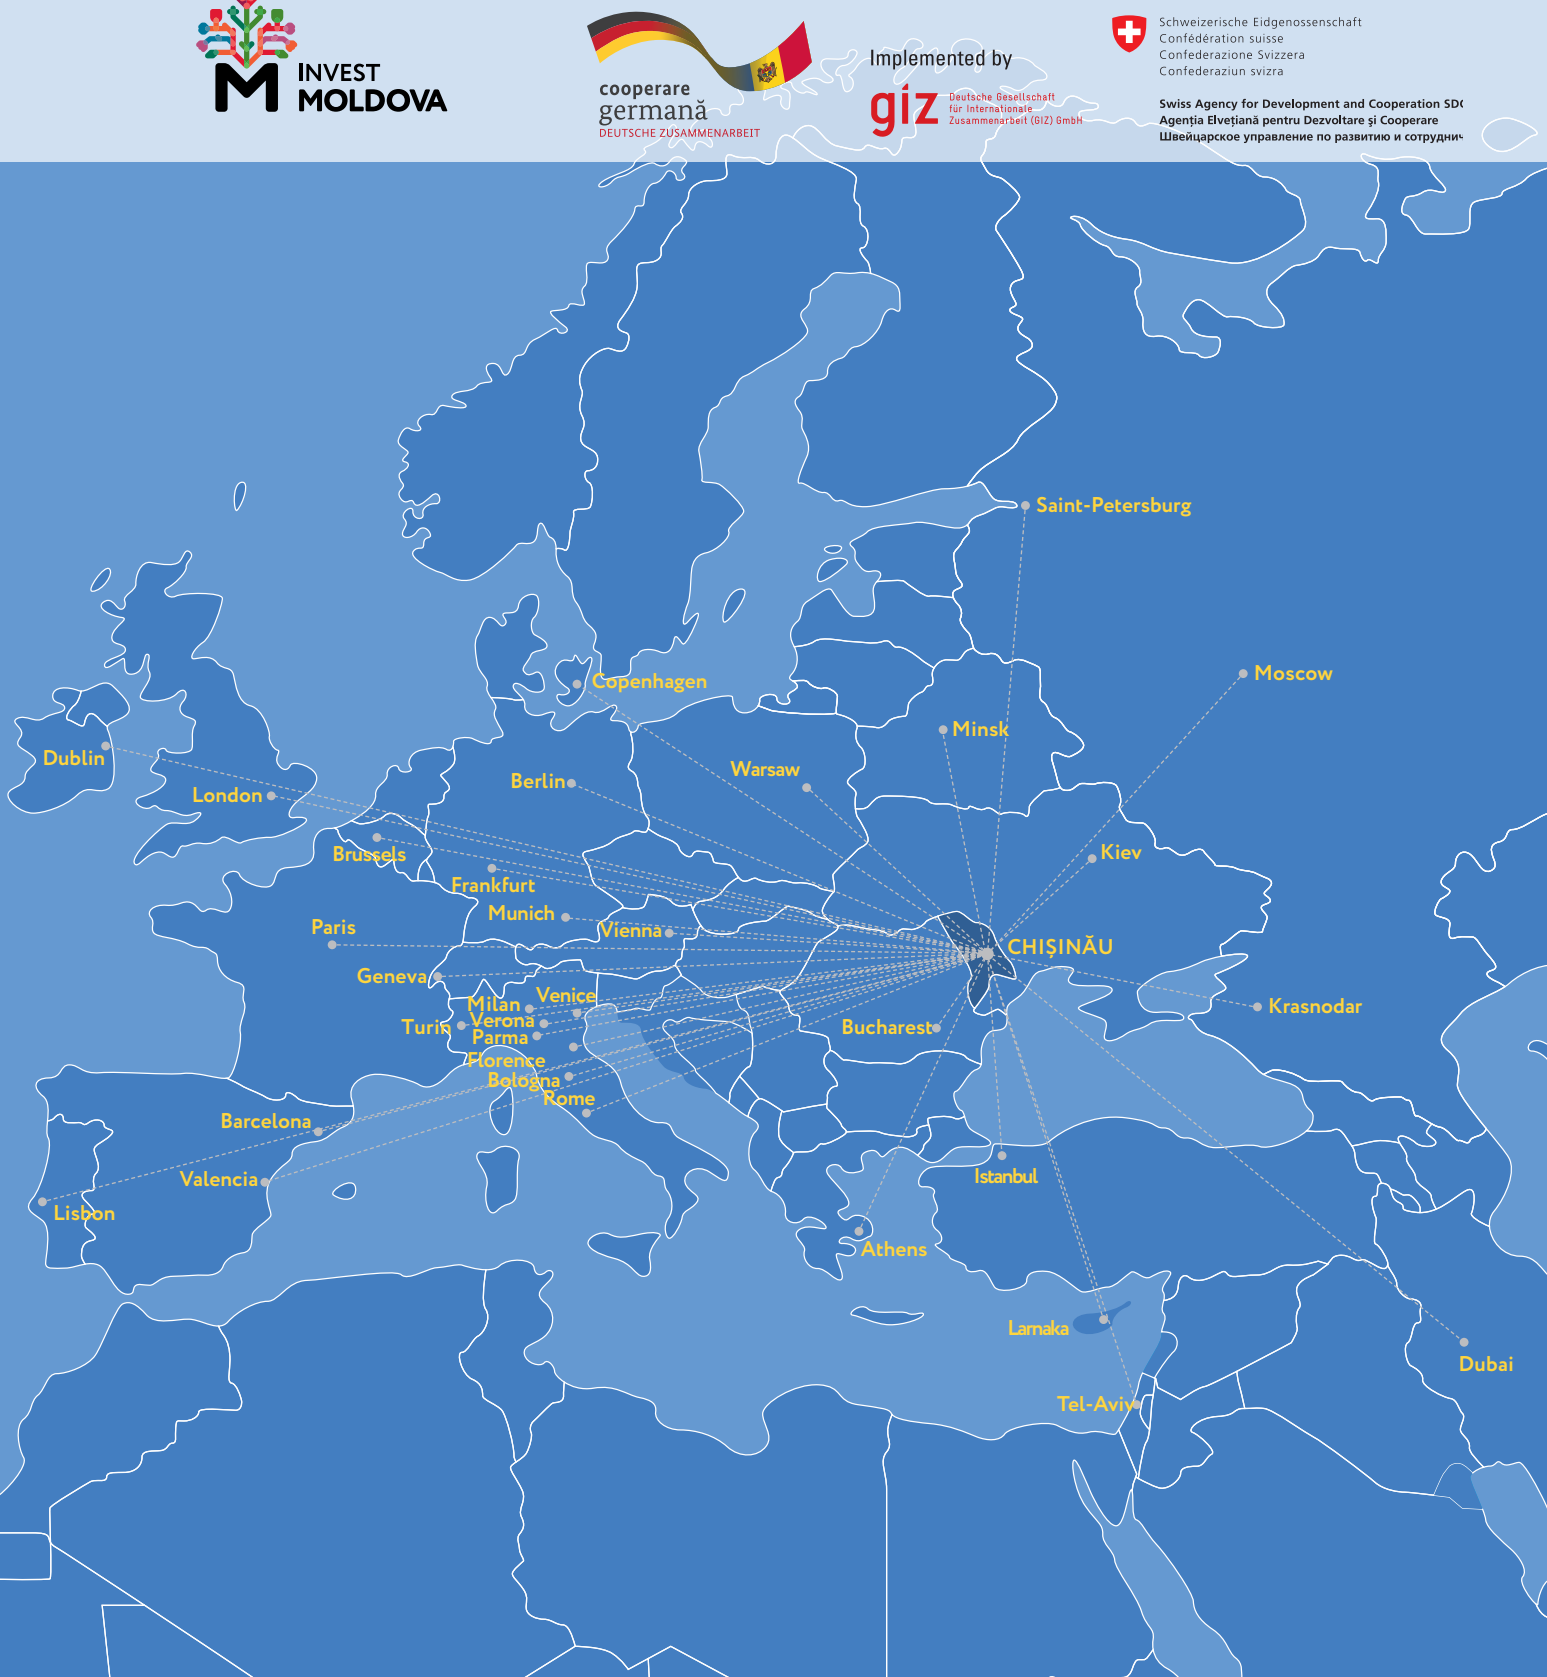 INVEST
MOLDOVA
cooperare
germană
DEUTSCHE ZUSAMMENARBEIT
Implemented by
giz
Deutsche Gesellschaft
für Internationale
Zusammenarbeit (GIZ) GmbH
Schweizerische Eidgenossenschaft
Confédération suisse
Confederazione Svizzera
Confederaziun svizra
Swiss Agency for Development and Cooperation SDC
Agenția Elvețiană pentru Dezvoltare şi Cooperare
Швейцарское управление по развитию и сотруднич
Saint-Petersburg
Moscow
Copenhagen
Minsk
Dublin
Warsaw
Berlin
London
Kiev
Brussels
Frankfurt
Munich
Paris
Vienna
CHIȘINĂU
Geneva
Venice
Milan
Krasnodar
Verona
Turin
Bucharest
Parma
Florence
Bologna
Rome
Barcelona
Istanbul
Valencia
Lisbon
Athens
Larnaka
Dubai
Tel-Aviv